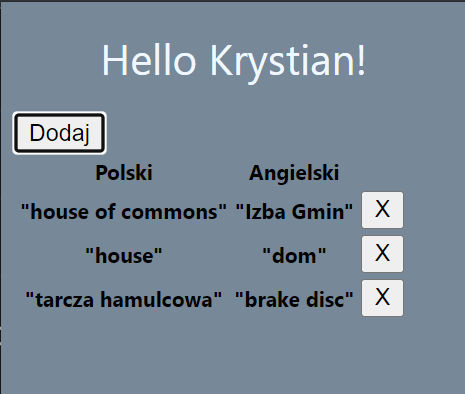 Hello Krystian!
Dodaj
Polski Angielski
"house of commons" "Izba Gmin" X
"house" "dom" X
"tarcza hamulcowa" "brake disc" X